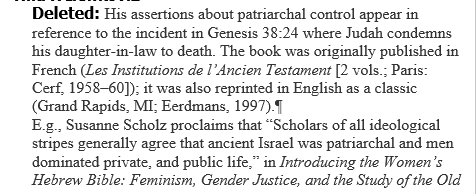 Deleted: His assertions about patriarchal control appear in
reference to the incident in Genesis 38:24 where Judah condemns
his daughter-in-law to death. The book was originally published in
French (Les Institutions de l’Ancien Testament [2 vols.; Paris:
Cerf, 1958–60]); it was also reprinted in English as a classic
(Grand Rapids, MI; Eerdmans, 1997).¶
E.g., Susanne Scholz proclaims that “Scholars of all ideological
stripes generally agree that ancient Israel was patriarchal and men
dominated private, and public life,” in Introducing the Women’s
Hebrew Bible: Feminism, Gender Justice, and the Study of the Old